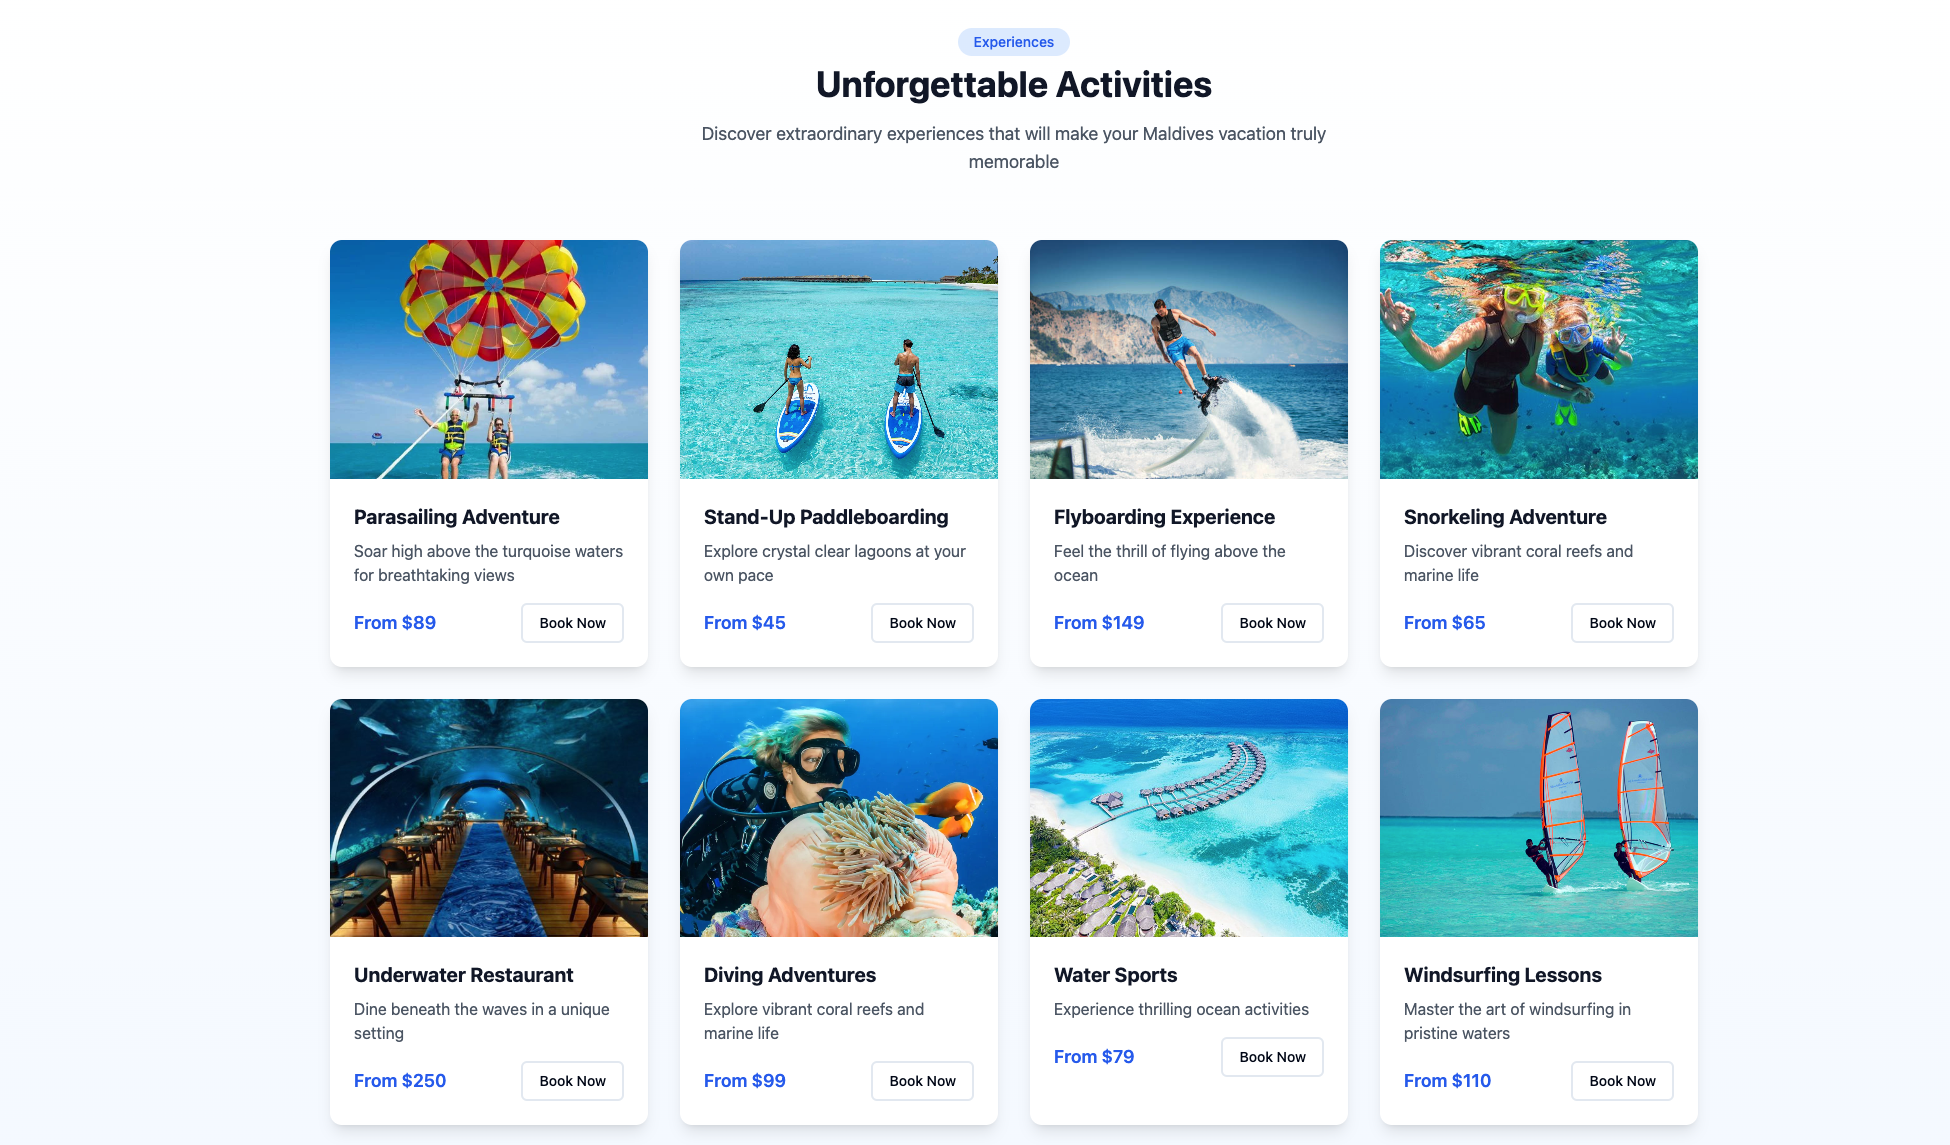 Experiences
Unforgettable Activities
Discover extraordinary experiences that will make your Maldives vacation truly
memorable
Parasailing Adventure
Soar high above the turquoise waters
for breathtaking views
From $89
Book Now
Stand-Up Paddleboarding
Explore crystal clear lagoons at your
own pace
From $45
Book Now
Flyboarding Experience
Feel the thrill of flying above the
ocean
From $149
Book Now
Snorkeling Adventure
Discover vibrant coral reefs and
marine life
From $65
Book Now
Underwater Restaurant
Dine beneath the waves in a unique
setting
From $250
Book Now
Diving Adventures
Explore vibrant coral reefs and
marine life
From $99
Book Now
Water Sports
Experience thrilling ocean activities
From $79
Book Now
Windsurfing Lessons
Master the art of windsurfing in
pristine waters
From $110
Book Now